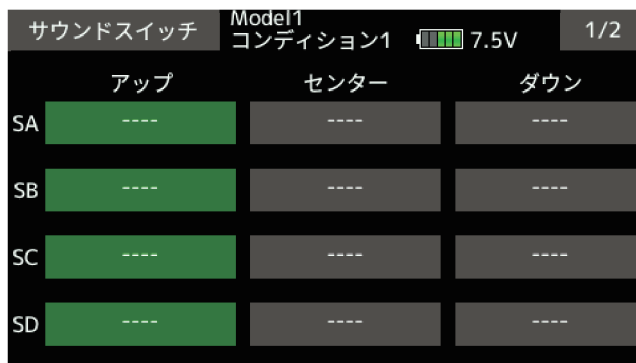 サウンドスイッチ
Model1
コンディション1 7.5V
1/2
アップ センター ダウン
SA ---- ---- ----
SB ---- ---- ----
SC ---- ---- ----
SD ---- ---- ----